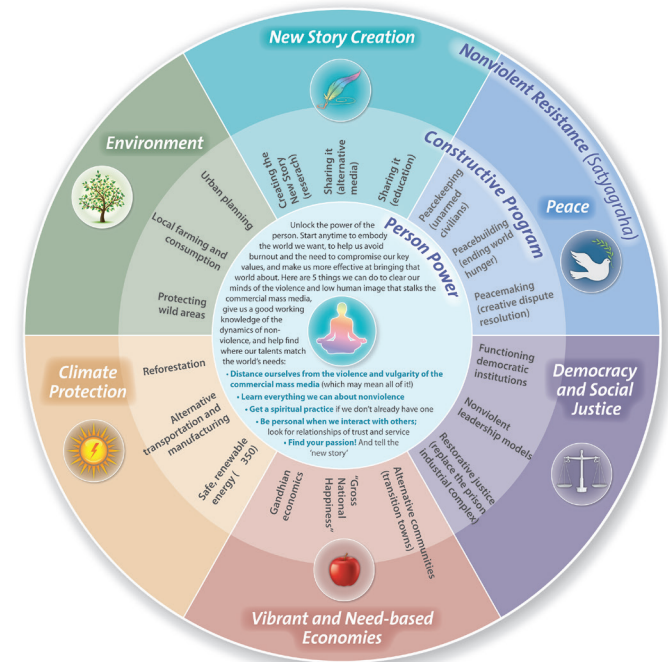 New Story Creation
Creating the
New Story
(reserach)
Sharing it
(alternative
media)
Sharing it
(education)
Nonviolent Resistance (Satyagraha)
Constructive Program
Person Power
Peace
Peacekeeping
(unarmed
civilians)
Peacebuilding
(ending world
hunger)
Peacemaking
(creative dispute
resolution)
Democracy
and Social
Justice
Functioning
democratic
institutions
Nonviolent
leadership models
Restorative justice
(replace the prison
industrial complex)
Vibrant and Need-based
Economies
Alternative communities
(transition towns)
"Gross
National
Happiness"
Gandhian
economics
Climate
Protection
Safe, renewable
energy ( 350)
Alternative
transportation and
manufacturing
Reforestation
Environment
Protecting
wild areas
Local farming and
consumption
Urban planning
Unlock the power of the
person. Start anytime to embody
the world we want, to help us avoid
burnout and the need to compromise our key
values, and make us more effective at bringing that
world about. Here are 5 things we can do to clear our
minds of the violence and low human image that stalks the
commercial mass media,
give us a good working
knowledge of the
dynamics of non-
violence, and help find
where our talents match
the world's needs:
• Distance ourselves from the violence and vulgarity of the
commercial mass media (which may mean all of it!)
• Learn everything we can about nonviolence
• Get a spiritual practice if we don't already have one
• Be personal when we interact with others;
look for relationships of trust and service
• Find your passion! And tell the
'new story'